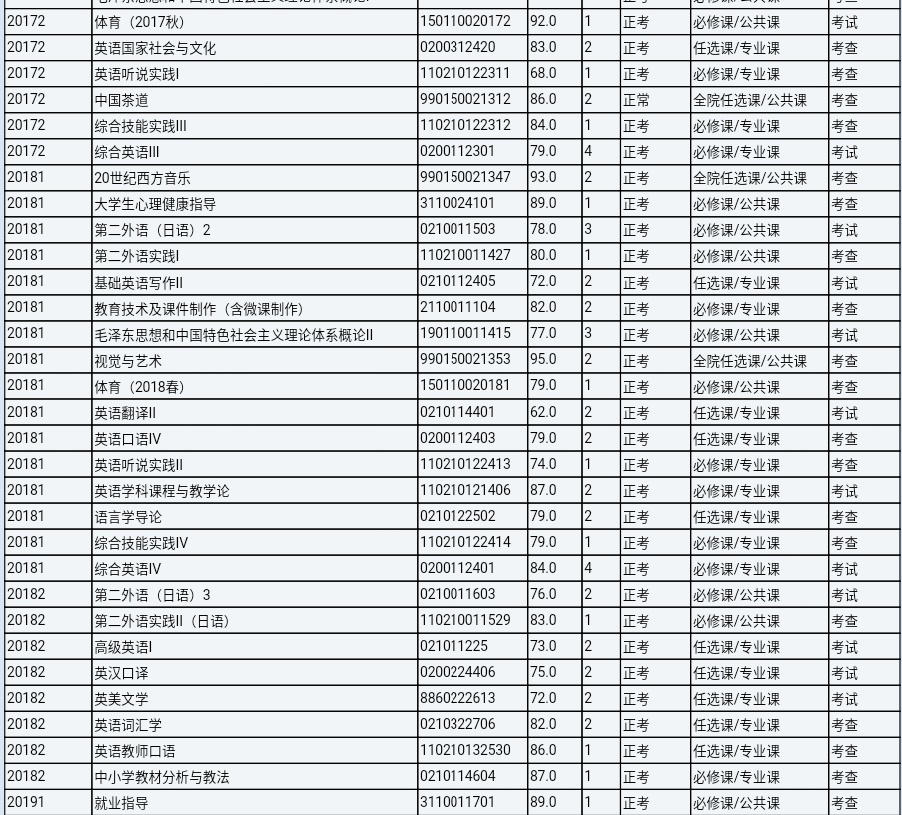 20172 体育（2017秋） 150110020172 92.0 1 正考 必修课/公共课 考试
20172 英语国家社会与文化 0200312420 83.0 2 正考 任选课/专业课 考查
20172 英语听说实践I 110210122311 68.0 1 正考 必修课/专业课 考查
20172 中国茶道 990150021312 86.0 2 正常 全院任选课/公共课 考查
20172 综合技能实践III 110210122312 84.0 1 正考 必修课/专业课 考查
20172 综合英语III 0200112301 79.0 4 正考 必修课/专业课 考试
20181 20世纪西方音乐 990150021347 93.0 2 正考 全院任选课/公共课 考查
20181 大学生心理健康指导 3110024101 89.0 1 正考 必修课/公共课 考查
20181 第二外语（日语）2 0210011503 78.0 3 正考 必修课/公共课 考试
20181 第二外语实践I 110210011427 80.0 1 正考 必修课/公共课 考查
20181 基础英语写作II 0210112405 72.0 2 正考 任选课/专业课 考试
20181 教育技术及课件制作（含微课制作） 2110011104 82.0 2 正考 必修课/专业课 考查
20181 毛泽东思想和中国特色社会主义理论体系概论II 190110011415 77.0 3 正考 必修课/公共课 考试
20181 视觉与艺术 990150021353 95.0 2 正考 全院任选课/公共课 考查
20181 体育（2018春） 150110020181 79.0 1 正考 必修课/公共课 考试
20181 英语翻译II 0210114401 62.0 2 正考 任选课/专业课 考试
20181 英语口语IV 0200112403 79.0 2 正考 任选课/专业课 考查
20181 英语听说实践II 110210122413 74.0 1 正考 必修课/专业课 考查
20181 英语学科课程与教学论 110210121406 87.0 2 正考 必修课/专业课 考试
20181 语言学导论 0210122502 79.0 2 正考 任选课/专业课 考查
20181 综合技能实践IV 110210122414 79.0 1 正考 必修课/专业课 考查
20181 综合英语IV 0200112401 84.0 4 正考 必修课/专业课 考试
20182 第二外语（日语）3 0210011603 76.0 2 正考 必修课/公共课 考试
20182 第二外语实践II（日语） 110210011529 83.0 1 正考 必修课/公共课 考查
20182 高级英语I 021011225 73.0 2 正考 任选课/专业课 考试
20182 英汉口译 0200224406 75.0 2 正考 任选课/专业课 考试
20182 英美文学 8860222613 72.0 2 正考 任选课/专业课 考试
20182 英语词汇学 0210322706 82.0 2 正考 任选课/专业课 考查
20182 英语教师口语 110210132530 86.0 1 正考 任选课/专业课 考查
20182 中小学教材分析与教法 0210114604 87.0 1 正考 必修课/专业课 考查
20191 就业指导 3110011701 89.0 1 正考 必修课/公共课 考查